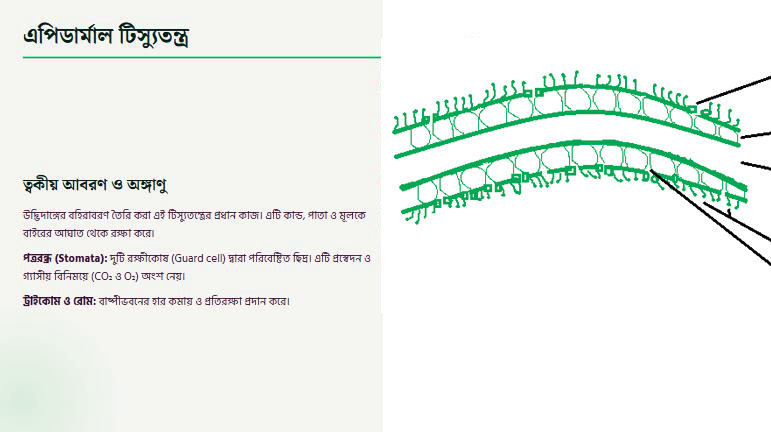 এপিডার্মাল টিস্যুতন্ত্র
ত্বকীয় আবরণ ও অঙ্গাণু
উদ্ভিদাঙ্গের বহিরাবরণ তৈরি করা এই টিস্যুতন্ত্রের প্রধান কাজ। এটি কান্ড, পাতা ও মূলকে
বাইরের আঘাত থেকে রক্ষা করে।
পত্ররন্ধ্র (Stomata): দুটি রক্ষীকোষ (Guard cell) দ্বারা পরিবেষ্টিত ছিদ্র। এটি প্রস্বেদন ও
গ্যাসীয় বিনিময়ে (CO₂ ও O₂) অংশ নেয়।
ট্রাইকোম ও রোম: বাষ্পীভবনের হার কমায় ও প্রতিরক্ষা প্রদান করে।